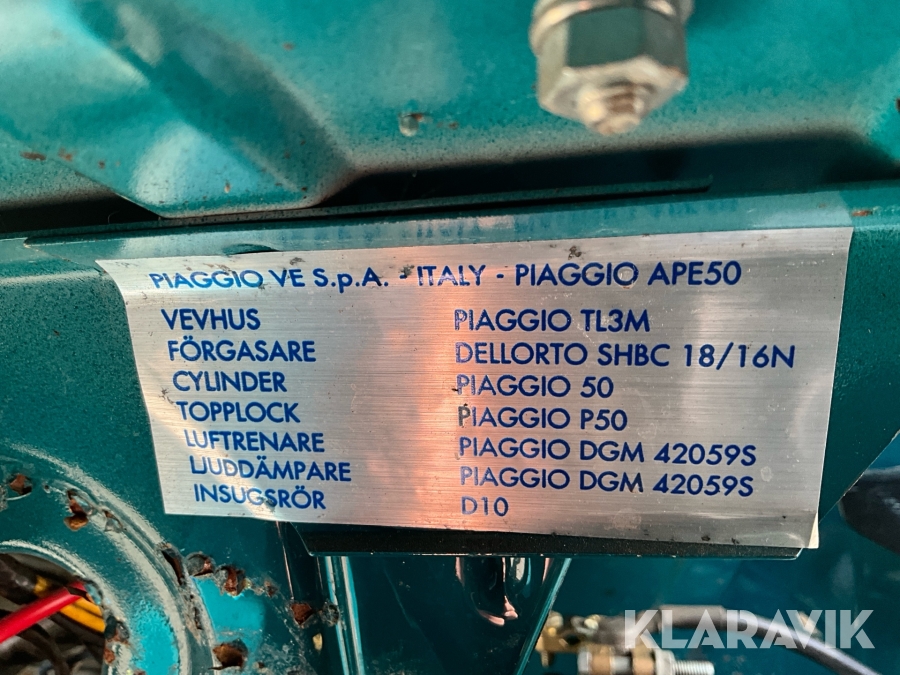 PIAGGIO VE S.p.A. - ITALY - PIAGGIO APE50
VEVHUS PIAGGIO TL3M
FÖRGASARE DELLORTO SHBC 18/16N
CYLINDER PIAGGIO 50
TOPPLOCK PIAGGIO P50
LUFTRENARE PIAGGIO DGM 42059S
LJUDDÄMPARE PIAGGIO DGM 42059S
INSUGSRÖR D10
KLARAVIK